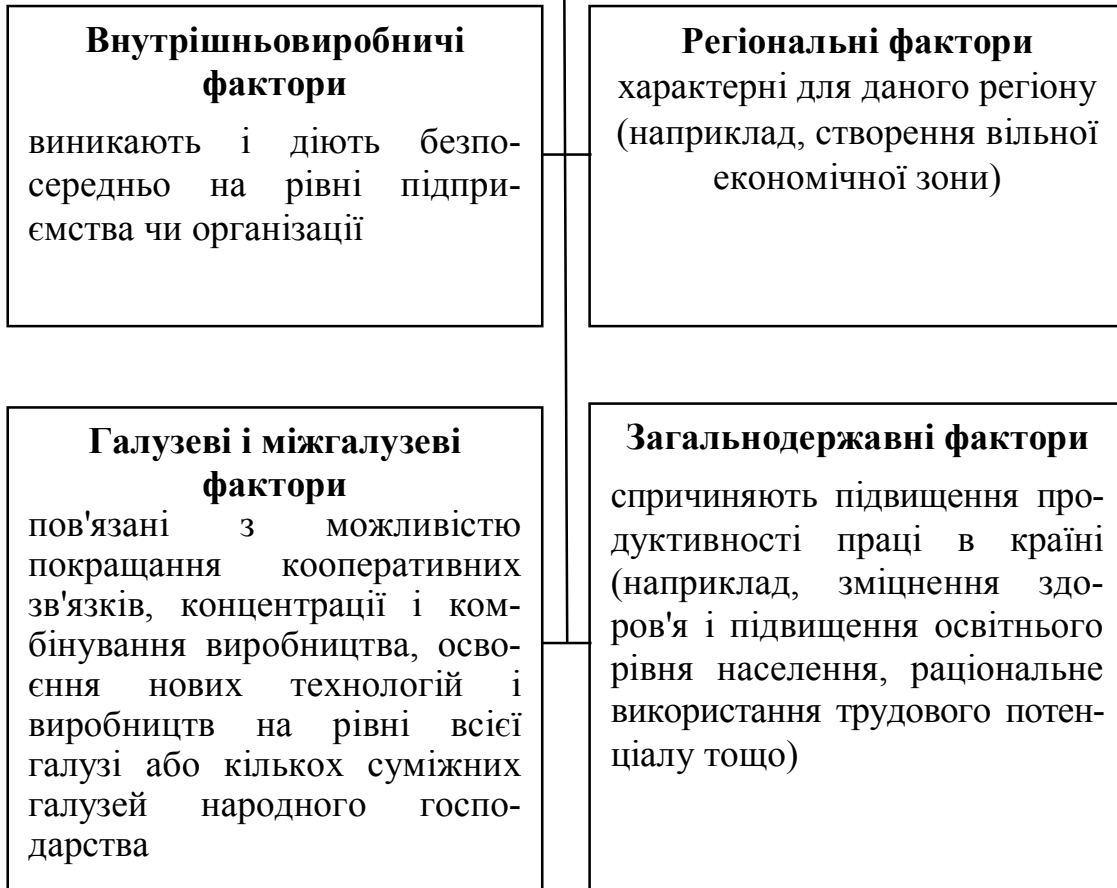 Внутрішньовиробничі
фактори
виникають і діють безпо-
середньо на рівні підпри-
ємства чи організації
Регіональні фактори
характерні для даного регіону
(наприклад, створення вільної
економічної зони)
Галузеві і міжгалузеві
фактори
пов'язані з можливістю
покращання кооперативних
зв'язків, концентрації і ком-
бінування виробництва, осво-
єння нових технологій і
виробництв на рівні всієї
галузі або кількох суміжних
галузей народного госпо-
дарства
Загальнодержавні фактори
спричиняють підвищення про-
дуктивності праці в країні
(наприклад, зміцнення здо-
ров'я і підвищення освітнього
рівня населення, раціональне
використання трудового потен-
ціалу тощо)